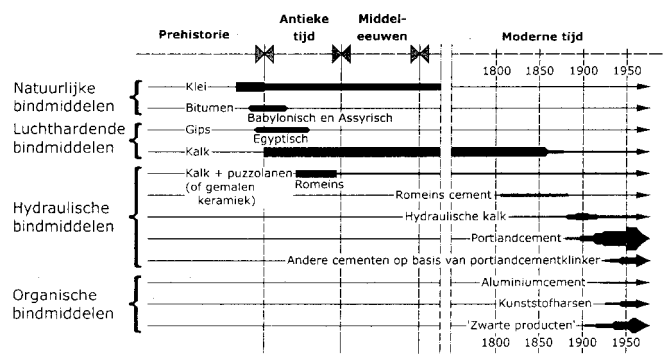 Prehistorie
Antieke
tijd
Middel-
eeuwen
Moderne tijd
1800 1850 1900 1950
Natuurlijke
bindmiddelen
Klei
Bitumen
Babylonisch en Assyrisch
Luchthardende
bindmiddelen
Gips
Egyptisch
Kalk
Hydraulische
bindmiddelen
Kalk + puzzolanen
(of gemalen
keramiek)
Romeins
Romeins cement
Hydraulische kalk
Portlandcement
Andere cementen op basis van portlandcementklinker
Organische
bindmiddelen
Aluminiumcement
Kunststofharsen
'Zwarte producten'
1800 1850 1900 1950